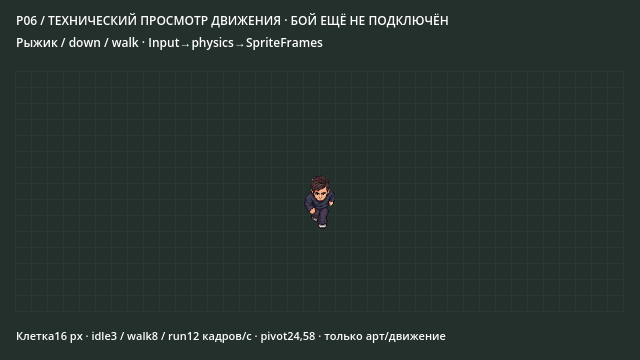 P06 / ТЕХНИЧЕСКИЙ ПРОСМОТР ДВИЖЕНИЯ · БОЙ ЕЩЁ НЕ ПОДКЛЮЧЁН
Рыжик / down / walk · Input→physics→SpriteFrames
Клетка16 px · idle3 / walk8 / run12 кадров/с · pivot24,58 · только арт/движение